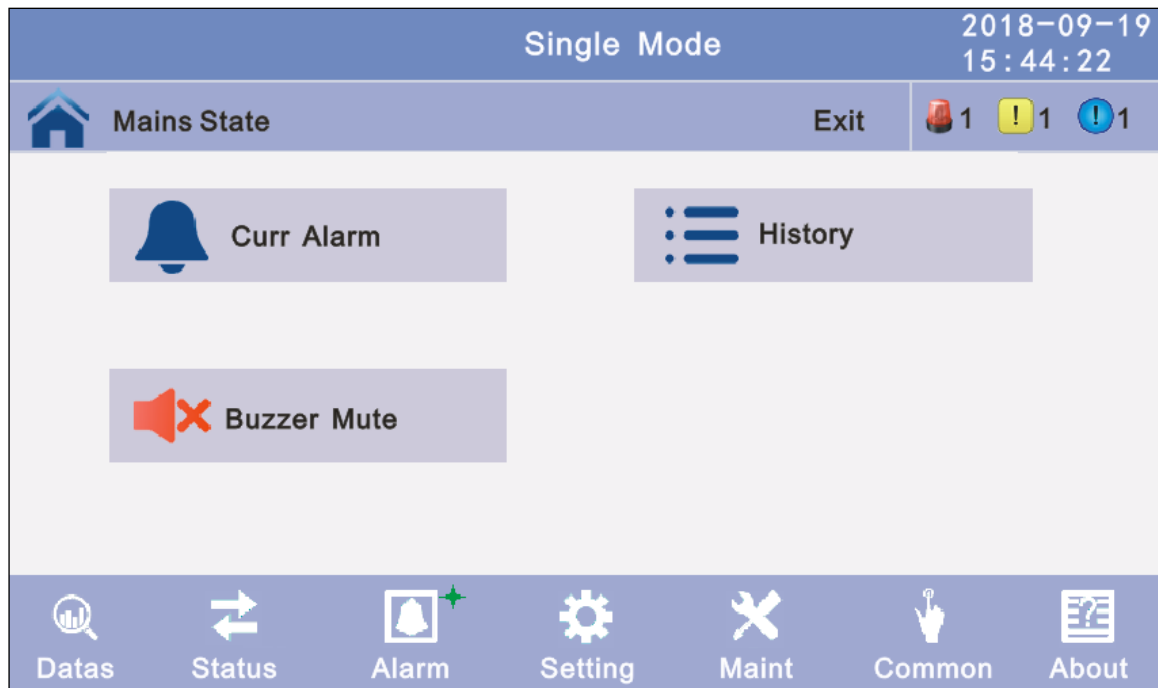 Single Mode
2018-09-19
15:44:22
Mains State Exit 1 ! 1 ! 1
Curr Alarm
History
Buzzer Mute
Datas Status Alarm Setting Maint Common About